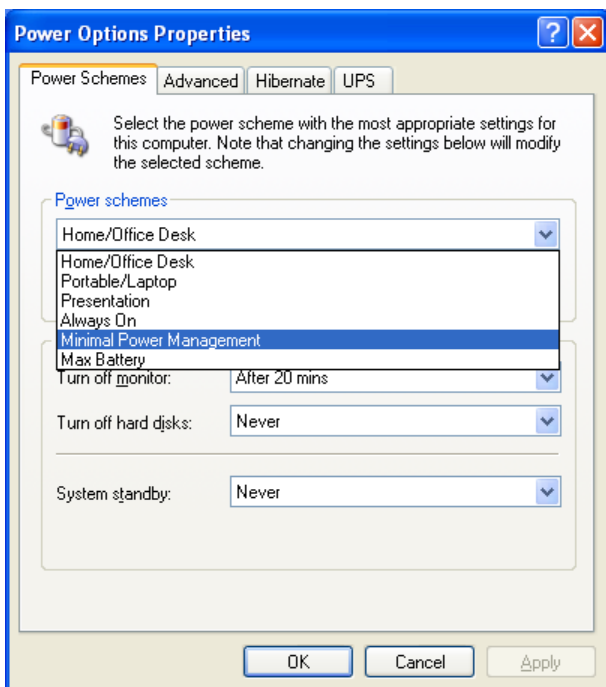 Power Options Properties
Power Schemes Advanced Hibernate UPS
Select the power scheme with the most appropriate settings for
this computer. Note that changing the settings below will modify
the selected scheme.
Power schemes
Home/Office Desk
Home/Office Desk
Portable/Laptop
Presentation
Always On
Minimal Power Management
Max Battery
Turn off monitor: After 20 mins
Turn off hard disks: Never
System standby: Never
OK Cancel Apply